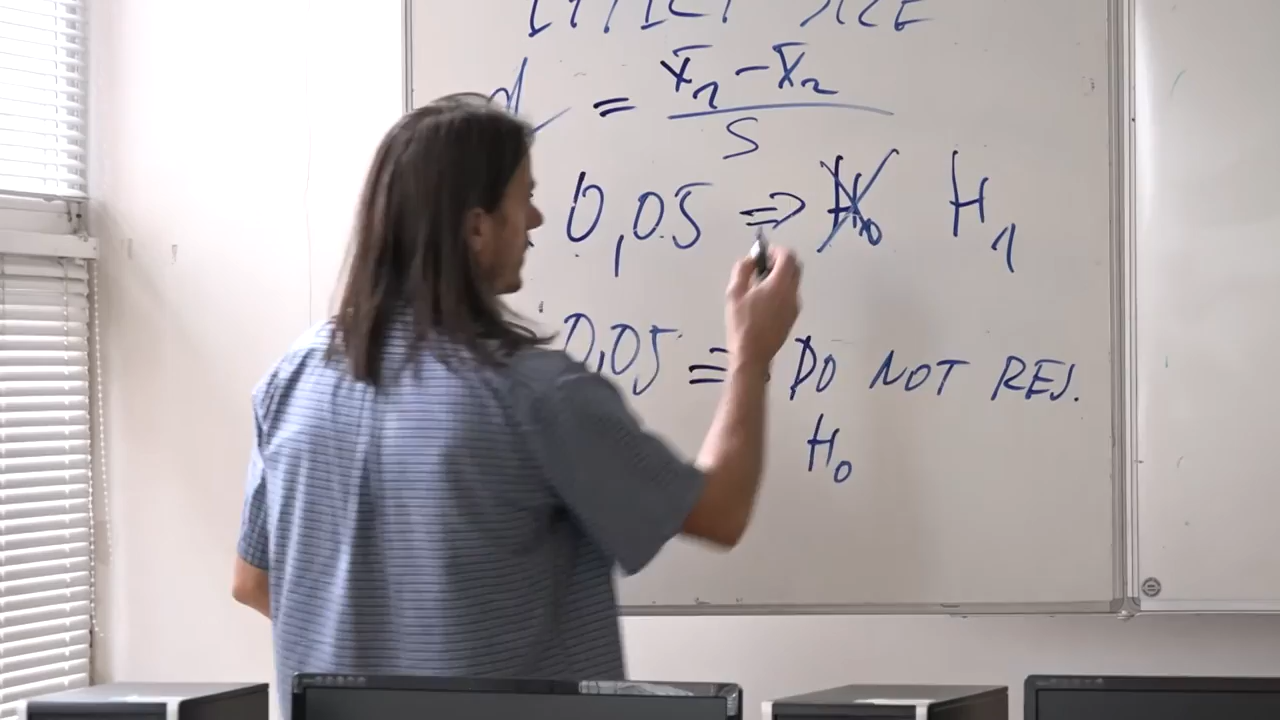 EFFECT SIZE
d = x̄₁ - x̄₂ / s
0,05 ⇒ H₀ H₁
0,05 = DO NOT REJ.
H₀